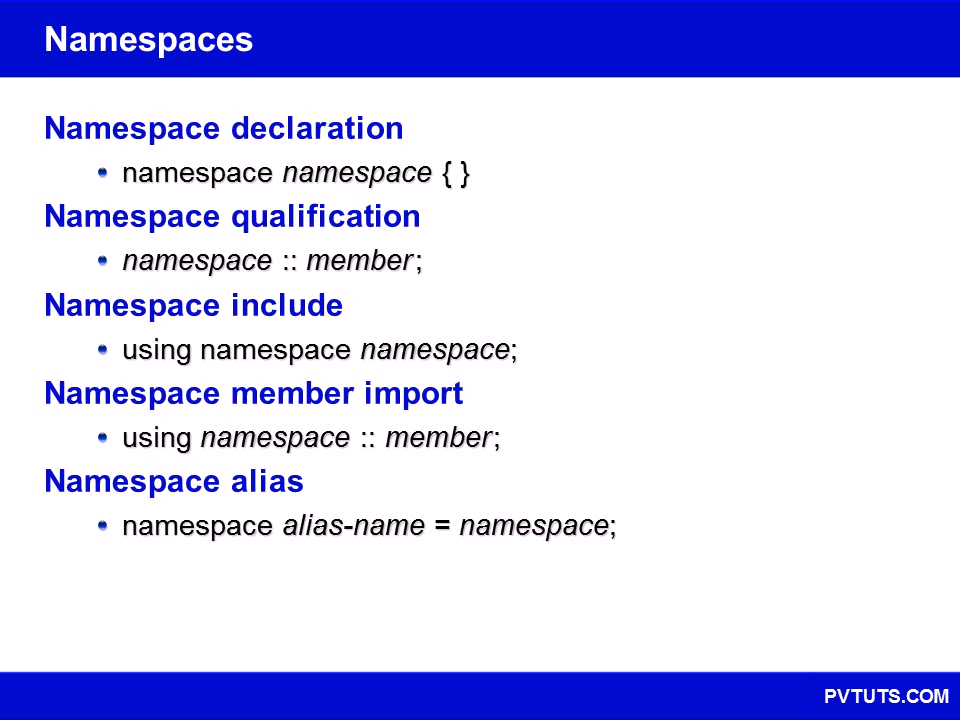 Namespaces
Namespace declaration
• namespace namespace { }
Namespace qualification
• namespace :: member;
Namespace include
• using namespace namespace;
Namespace member import
• using namespace :: member;
Namespace alias
• namespace alias-name = namespace;
PVTUTS.COM